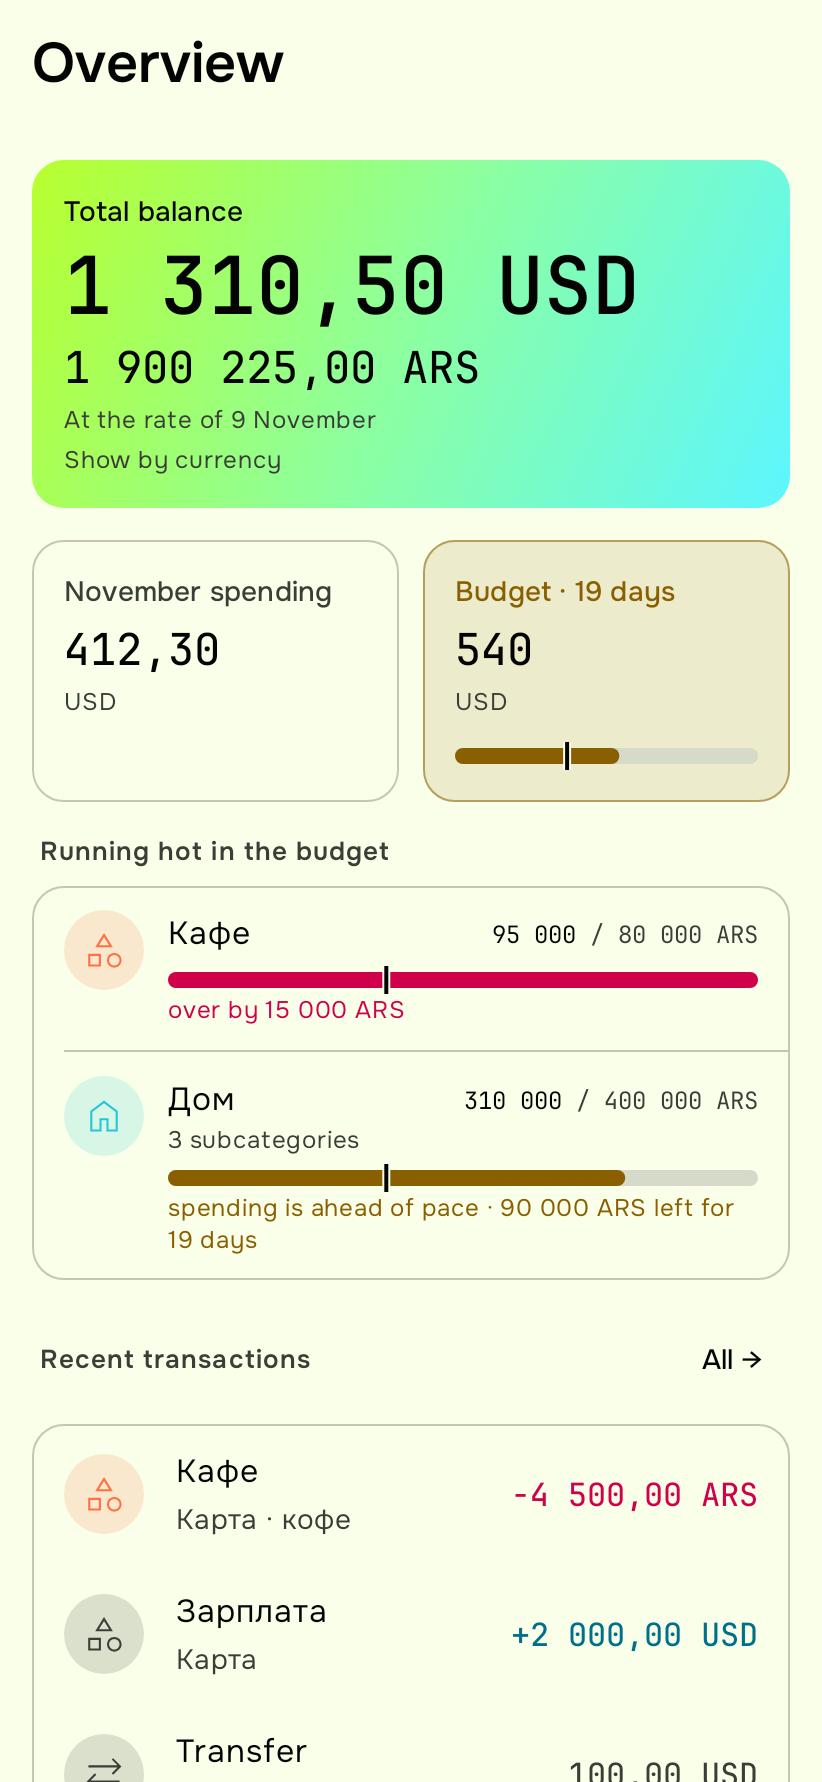 Overview
Total balance
1 310,50 USD
1 900 225,00 ARS
At the rate of 9 November
Show by currency
November spending
412,30
USD
Budget · 19 days
540
USD
Running hot in the budget
Кафе
95 000 / 80 000 ARS
over by 15 000 ARS
Дом
310 000 / 400 000 ARS
3 subcategories
spending is ahead of pace · 90 000 ARS left for
19 days
Recent transactions
All →
Кафе
Карта · кофе
-4 500,00 ARS
Зарплата
Карта
+2 000,00 USD
Transfer
100,00 USD